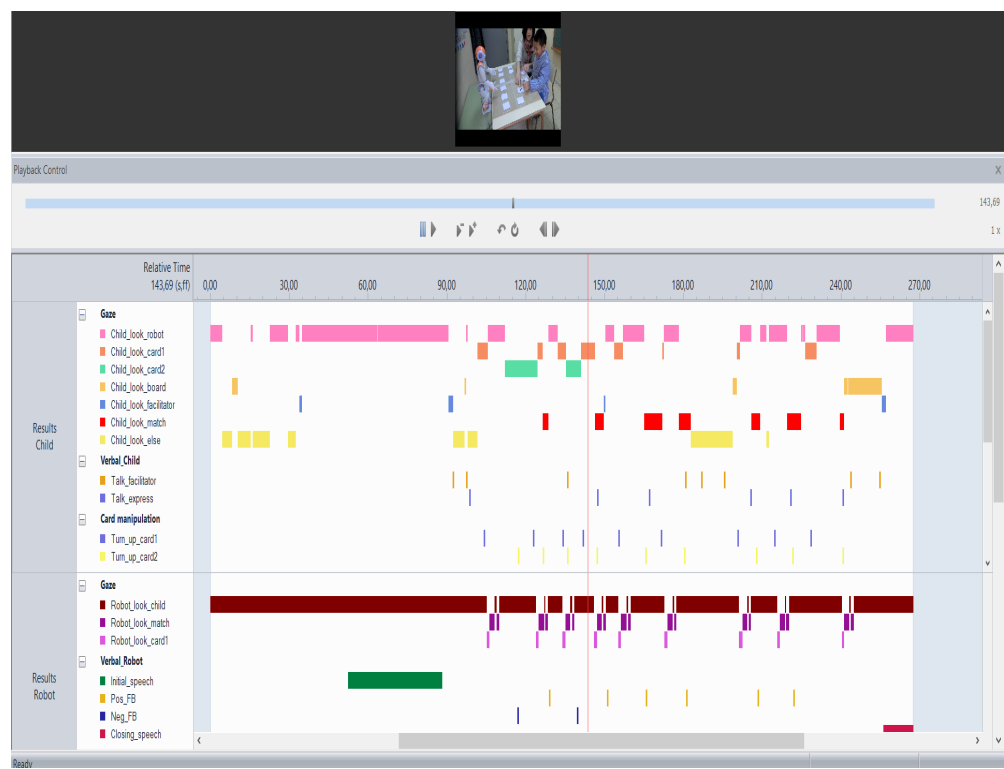 Playback Control
143,69
1 x
Relative Time
143,69 (s,ff)
0,00 30,00 60,00 90,00 120,00 150,00 180,00 210,00 240,00 270,00
Results
Child
Gaze
Child_look_robot
Child_look_card1
Child_look_card2
Child_look_board
Child_look_facilitator
Child_look_match
Child_look_else
Verbal_Child
Talk_facilitator
Talk_express
Card manipulation
Turn_up_card1
Turn_up_card2
Results
Robot
Gaze
Robot_look_child
Robot_look_match
Robot_look_card1
Verbal_Robot
Initial_speech
Pos_FB
Neg_FB
Closing_speech
Ready